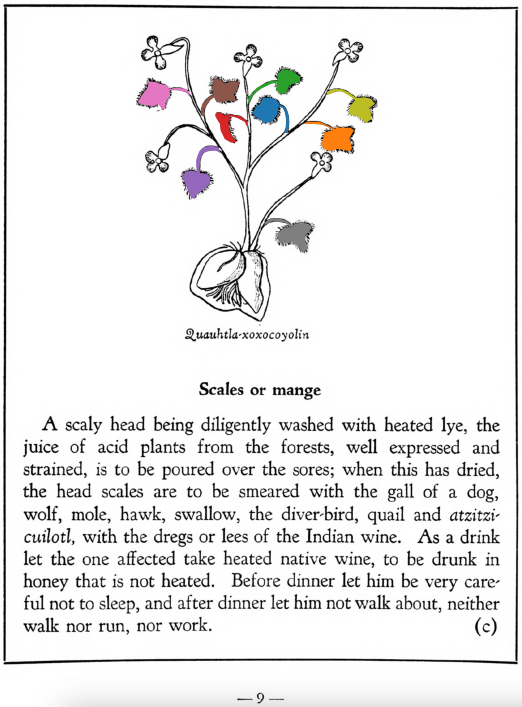 Quauhtla-xoxocoyolin
Scales or mange
A scaly head being diligently washed with heated lye, the
juice of acid plants from the forests, well expressed and
strained, is to be poured over the sores; when this has dried,
the head scales are to be smeared with the gall of a dog,
wolf, mole, hawk, swallow, the diver-bird, quail and atzitzi-
cuilotl, with the dregs or lees of the Indian wine. As a drink
let the one affected take heated native wine, to be drunk in
honey that is not heated. Before dinner let him be very care-
ful not to sleep, and after dinner let him not walk about, neither
walk nor run, nor work. (c)
— 9 —